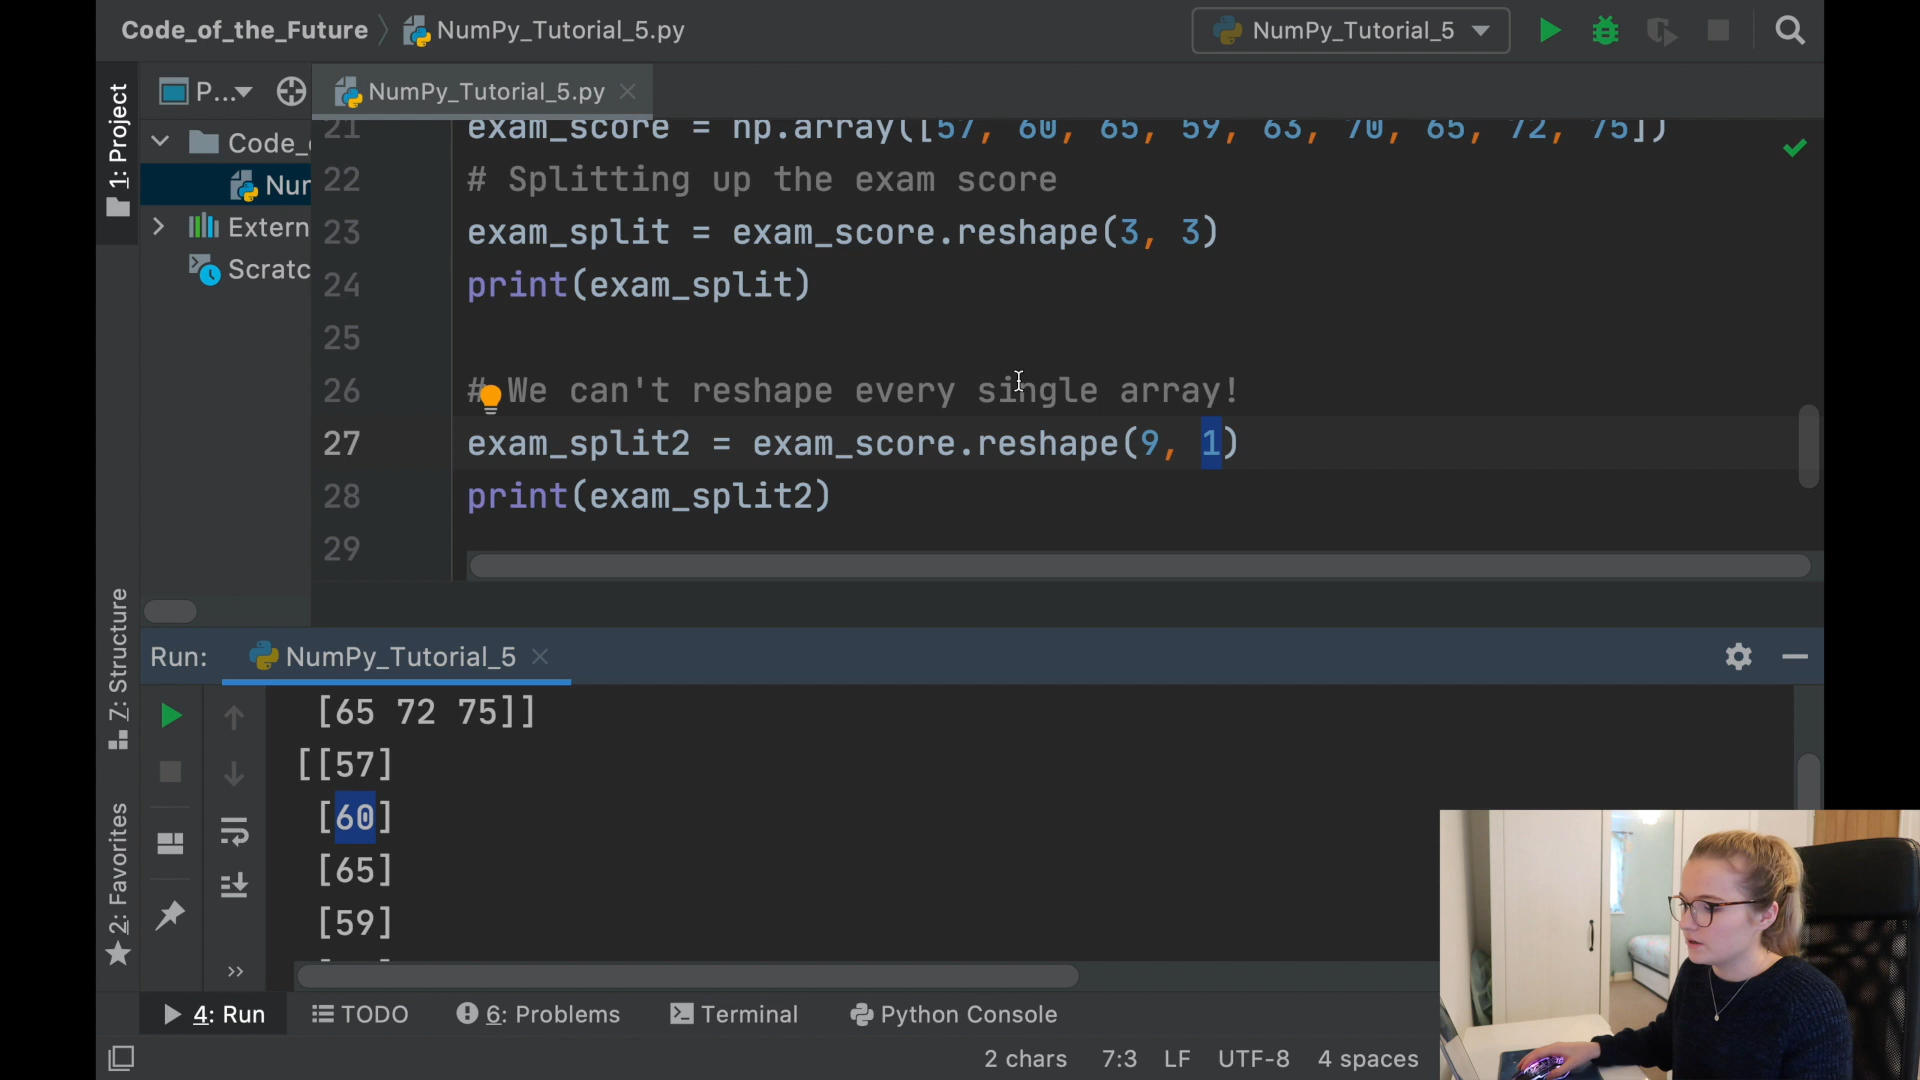 Code_of_the_Future NumPy_Tutorial_5.py NumPy_Tutorial_5
P... NumPy_Tutorial_5.py
1: Project
Code_
Nur
Extern
Scratc
21 exam_score = np.array([57, 60, 65, 59, 63, 70, 65, 72, 75])
22 # Splitting up the exam score
23 exam_split = exam_score.reshape(3, 3)
24 print(exam_split)
25
26 # We can't reshape every single array!
27 exam_split2 = exam_score.reshape(9, 1)
28 print(exam_split2)
29
7: Structure
2: Favorites
Run: NumPy_Tutorial_5
[65 72 75]]
[[57]
[60]
[65]
[59]
4: Run TODO 6: Problems Terminal Python Console
2 chars 7:3 LF UTF-8 4 spaces